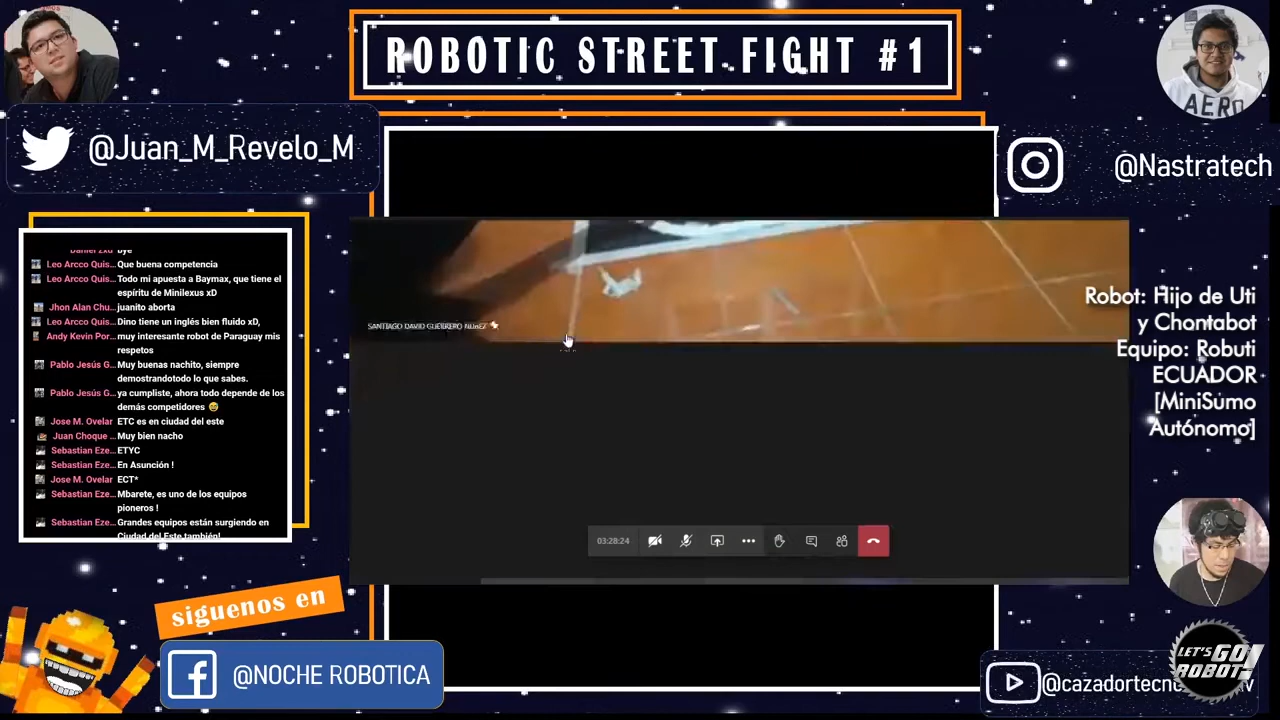 ROBOTIC STREET FIGHT #1
@Juan_M_Revelo_M
AERO
@Nastratech
bye
Leo Arcco Quis... Que buena competencia
Leo Arcco Quis... Todo mi apuesta a Baymax, que tiene el
espíritu de Minilexus xD
Jhon Alan Chu... juanito aborta
Leo Arcco Quis... Dino tiene un inglés bien fluido xD,
Andy Kevin Por... muy interesante robot de Paraguay mis
respetos
Pablo Jesús G... Muy buenas nachito, siempre
demostrandotodo lo que sabes.
Pablo Jesús G... ya cumpliste, ahora todo depende de los
demás competidores 😅
Jose M. Ovelar ETC es en ciudad del este
Juan Choque ... Muy bien nacho
Sebastian Eze... ETYC
Sebastian Eze... En Asunción !
Jose M. Ovelar ECT*
Sebastian Eze... Mbarete, es uno de los equipos
pioneros !
Sebastian Eze... Grandes equipos están surgiendo en
Ciudad del Este también!
SANTIAGO DAVID GUERRERO NUÑEZ
03:28:24
Robot: Hijo de Uti
y Chontabot
Equipo: Robuti
ECUADOR
[MiniSumo
Autónomo]
siguenos en
@NOCHE ROBOTICA
LET'S GO!
ROBOT!